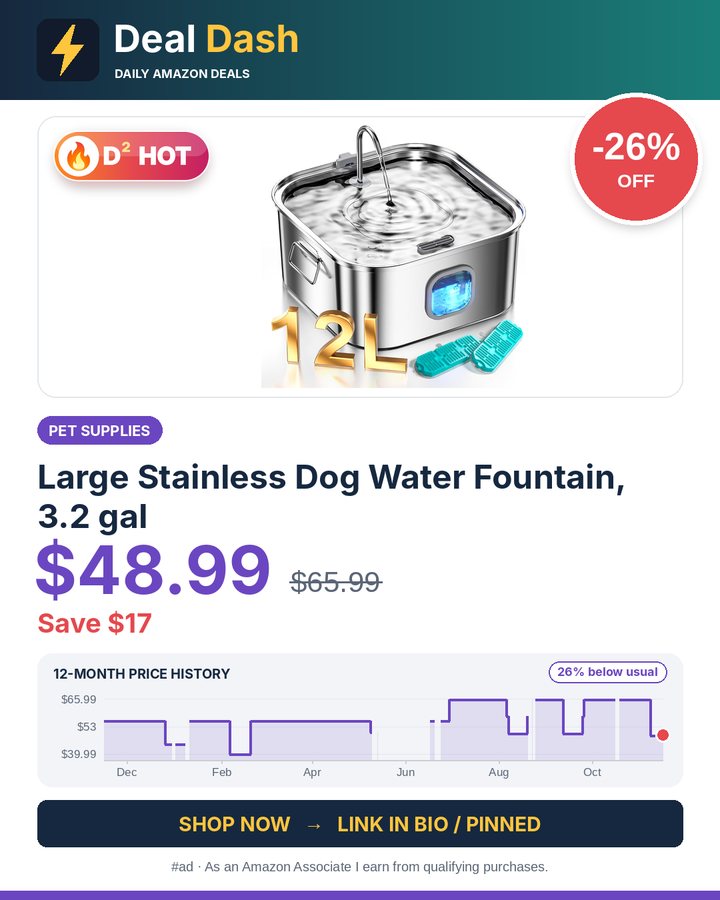 Deal Dash
DAILY AMAZON DEALS
D² HOT
-26%
OFF
12L
PET SUPPLIES
Large Stainless Dog Water Fountain,
3.2 gal
$48.99 $65.99
Save $17
12-MONTH PRICE HISTORY
26% below usual
$65.99
$53
$39.99
Dec Feb Apr Jun Aug Oct
SHOP NOW → LINK IN BIO / PINNED
#ad · As an Amazon Associate I earn from qualifying purchases.